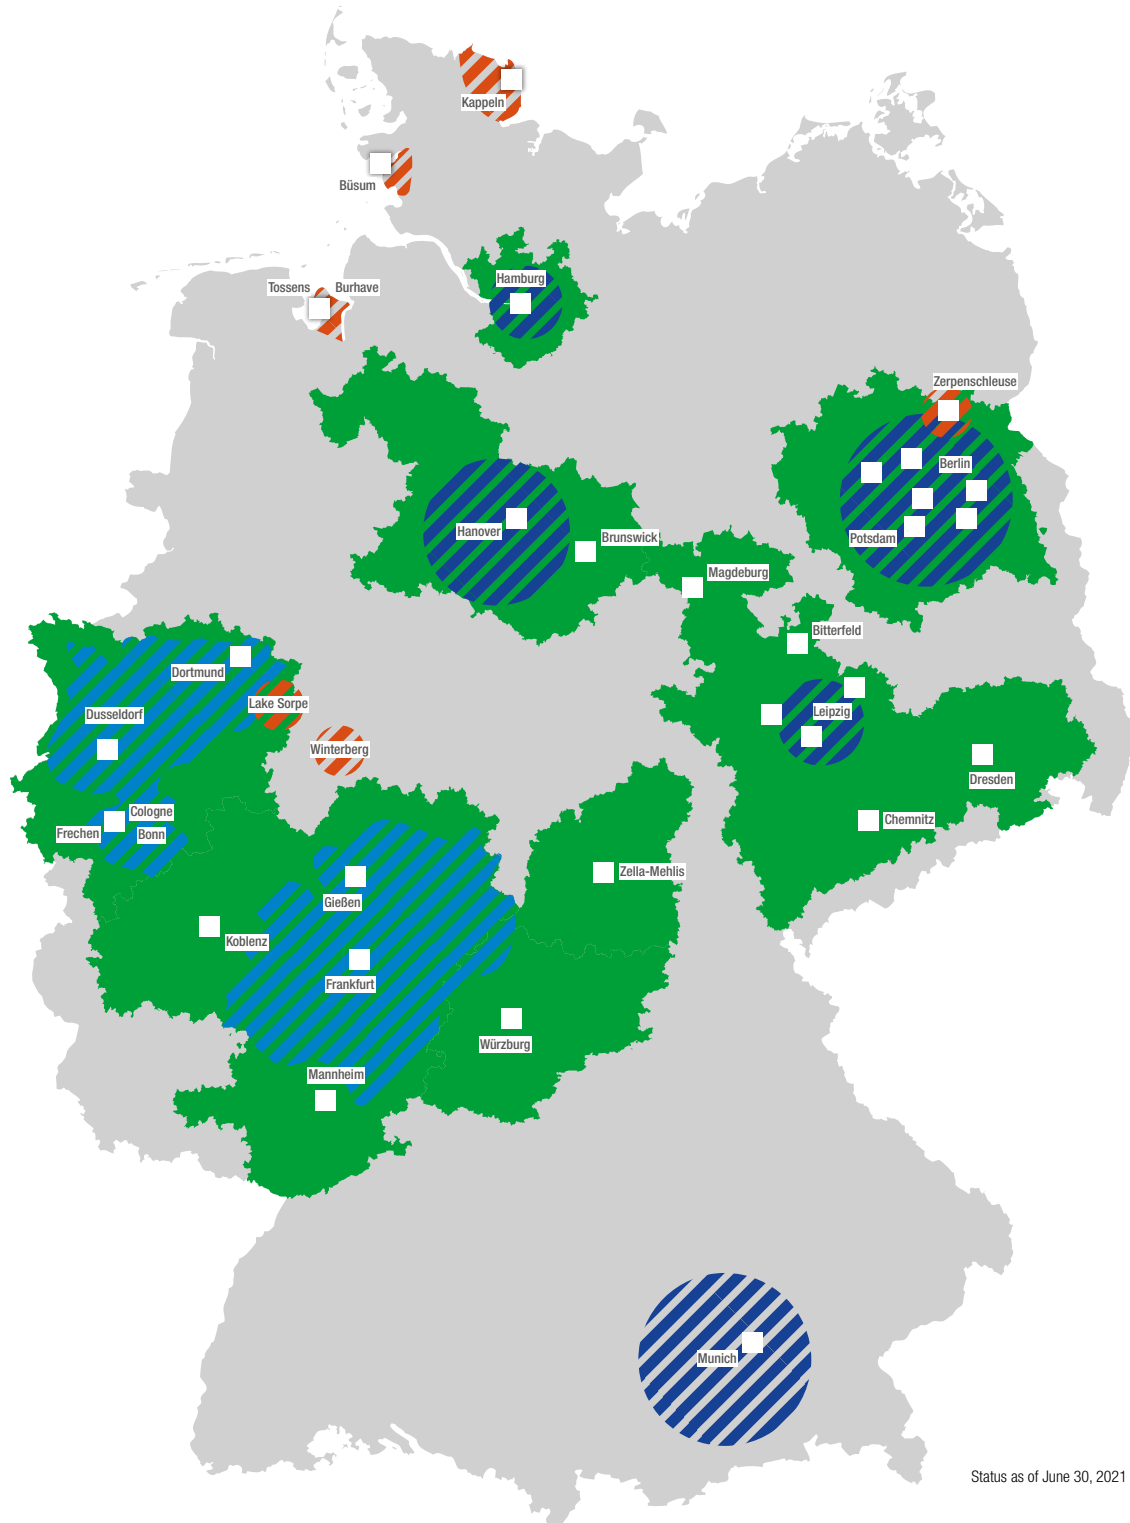 Kappeln
Büsum
Tossens
Burhave
Hamburg
Zerpenschleuse
Berlin
Hanover
Brunswick
Potsdam
Magdeburg
Bitterfeld
Dortmund
Lake Sorpe
Dusseldorf
Leipzig
Winterberg
Dresden
Cologne
Frechen
Bonn
Chemnitz
Zella-Mehlis
Gießen
Koblenz
Frankfurt
Würzburg
Mannheim
Munich
Status as of June 30, 2021